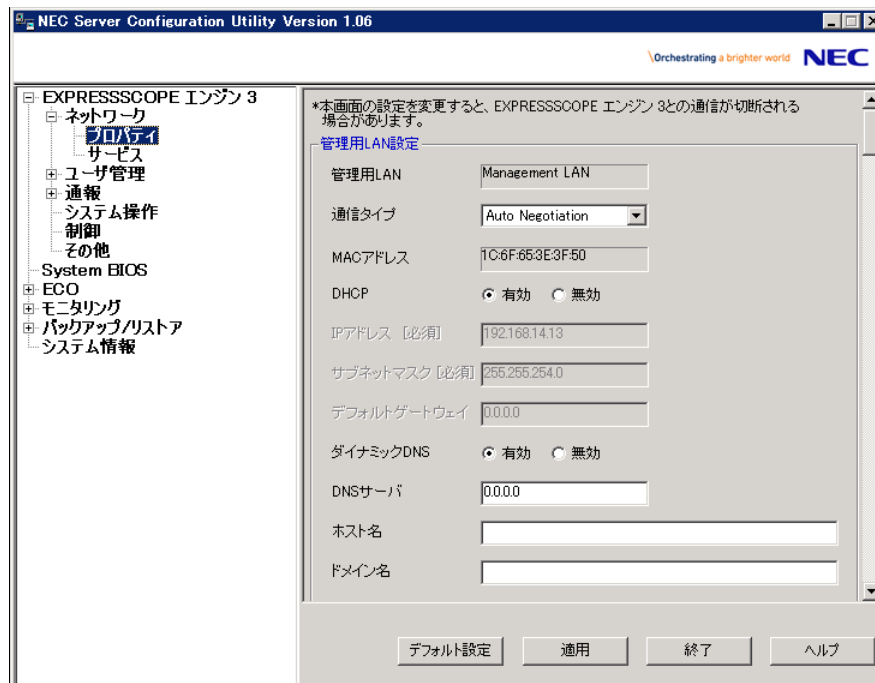 NEC Server Configuration Utility Version 1.06
Orchestrating a brighter world NEC
EXPRESSSCOPE エンジン 3
ネットワーク
プロパティ
サービス
ユーザ管理
通報
システム操作
制御
その他
System BIOS
ECO
モニタリング
バックアップ/リストア
システム情報
*本画面の設定を変更すると、EXPRESSSCOPE エンジン 3との通信が切断される
場合があります。
管理用LAN設定
管理用LAN Management LAN
通信タイプ Auto Negotiation
MACアドレス 1C:6F:65:3E:3F:50
DHCP 有効 無効
IPアドレス [必須] 192.168.14.13
サブネットマスク [必須] 255.255.254.0
デフォルトゲートウェイ 0.0.0.0
ダイナミックDNS 有効 無効
DNSサーバ 0.0.0.0
ホスト名
ドメイン名
デフォルト設定 適用 終了 ヘルプ